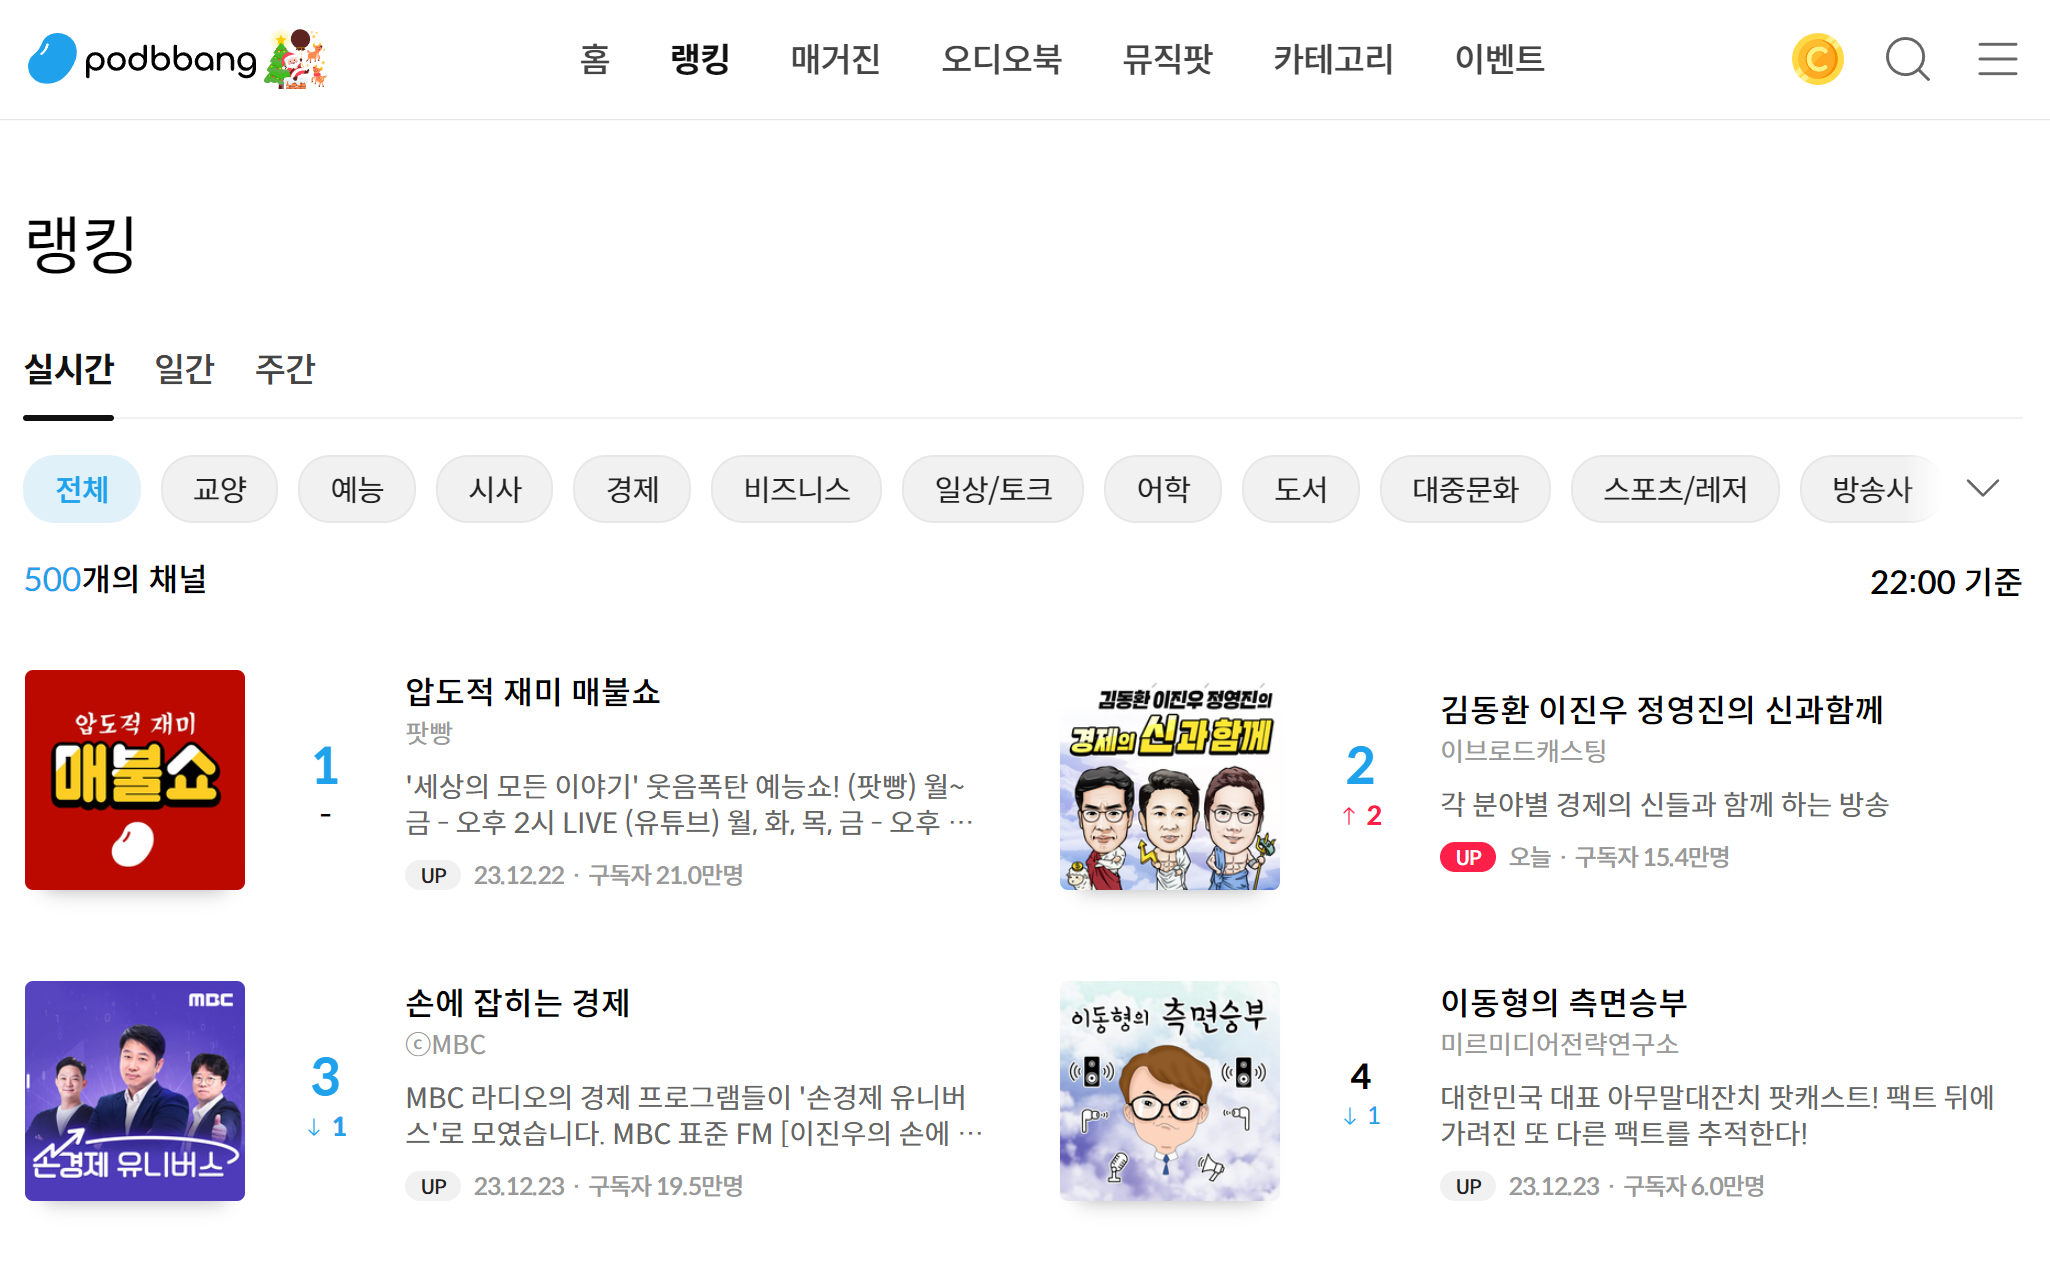 podbbang
홈 랭킹 매거진 오디오북 뮤직팟 카테고리 이벤트
C
랭킹
실시간 일간 주간
전체 교양 예능 시사 경제 비즈니스 일상/토크 어학 도서 대중문화 스포츠/레저 방송사
500개의 채널
22:00 기준
압도적 재미
매불쇼
1
-
압도적 재미 매불쇼
팟빵
'세상의 모든 이야기' 웃음폭탄 예능쇼! (팟빵) 월~
금 - 오후 2시 LIVE (유튜브) 월, 화, 목, 금 - 오후 ⋯
UP 23.12.22 · 구독자 21.0만명
김동환 이진우 정영진의
경제의 신과함께
2
↑ 2
김동환 이진우 정영진의 신과함께
이브로드캐스팅
각 분야별 경제의 신들과 함께 하는 방송
UP 오늘 · 구독자 15.4만명
MBC
손경제 유니버스
3
↓ 1
손에 잡히는 경제
ⓒMBC
MBC 라디오의 경제 프로그램들이 '손경제 유니버
스'로 모였습니다. MBC 표준 FM [이진우의 손에 ⋯
UP 23.12.23 · 구독자 19.5만명
이동형의 측면승부
4
↓ 1
이동형의 측면승부
미르미디어전략연구소
대한민국 대표 아무말대잔치 팟캐스트! 팩트 뒤에
가려진 또 다른 팩트를 추적한다!
UP 23.12.23 · 구독자 6.0만명